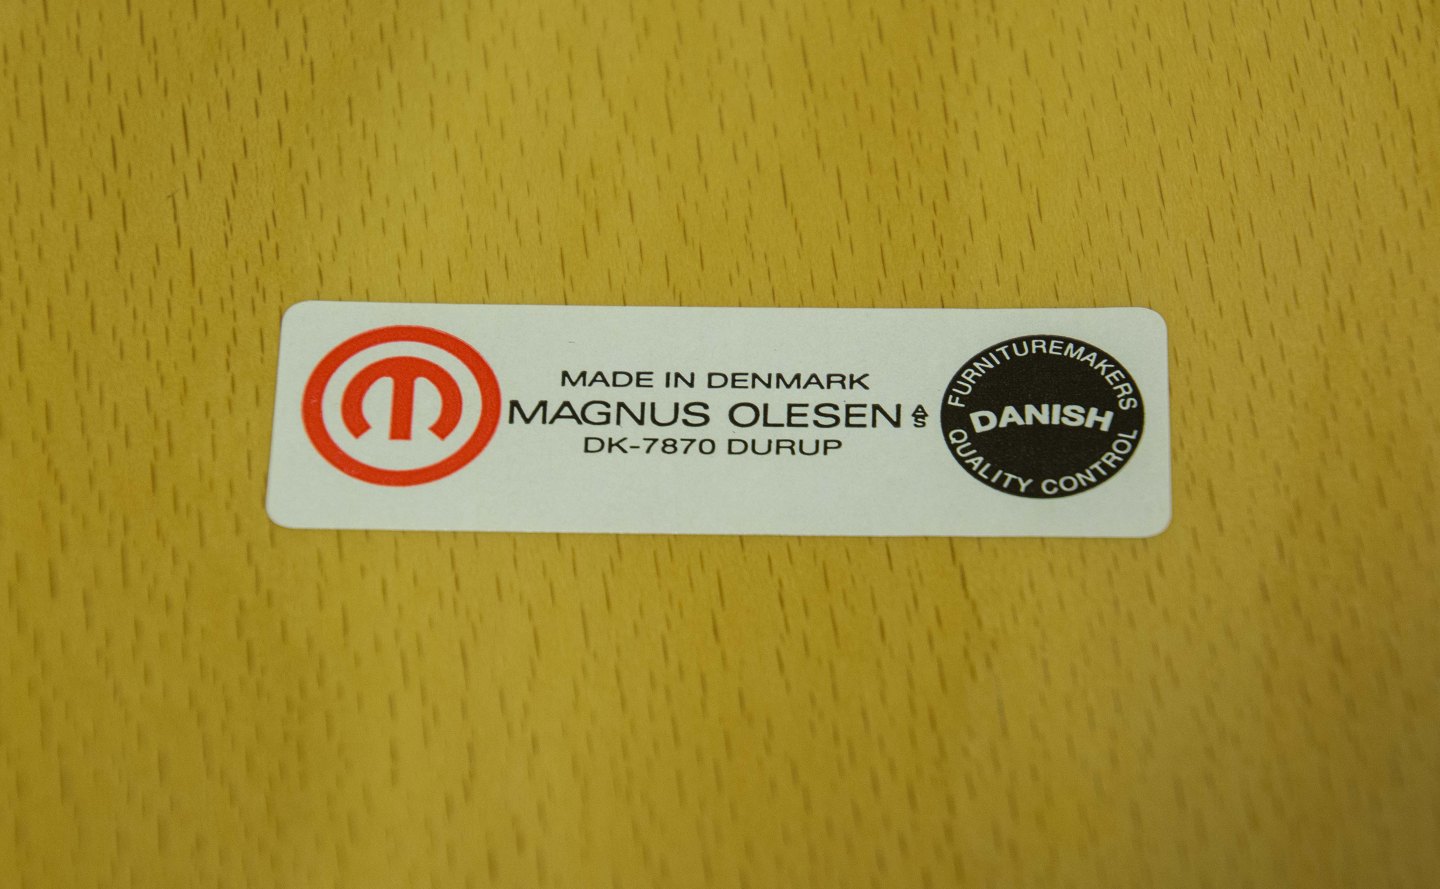 MADE IN DENMARK
MAGNUS OLESEN A/S
DK-7870 DURUP
FURNITUREMAKERS
DANISH
QUALITY CONTROL